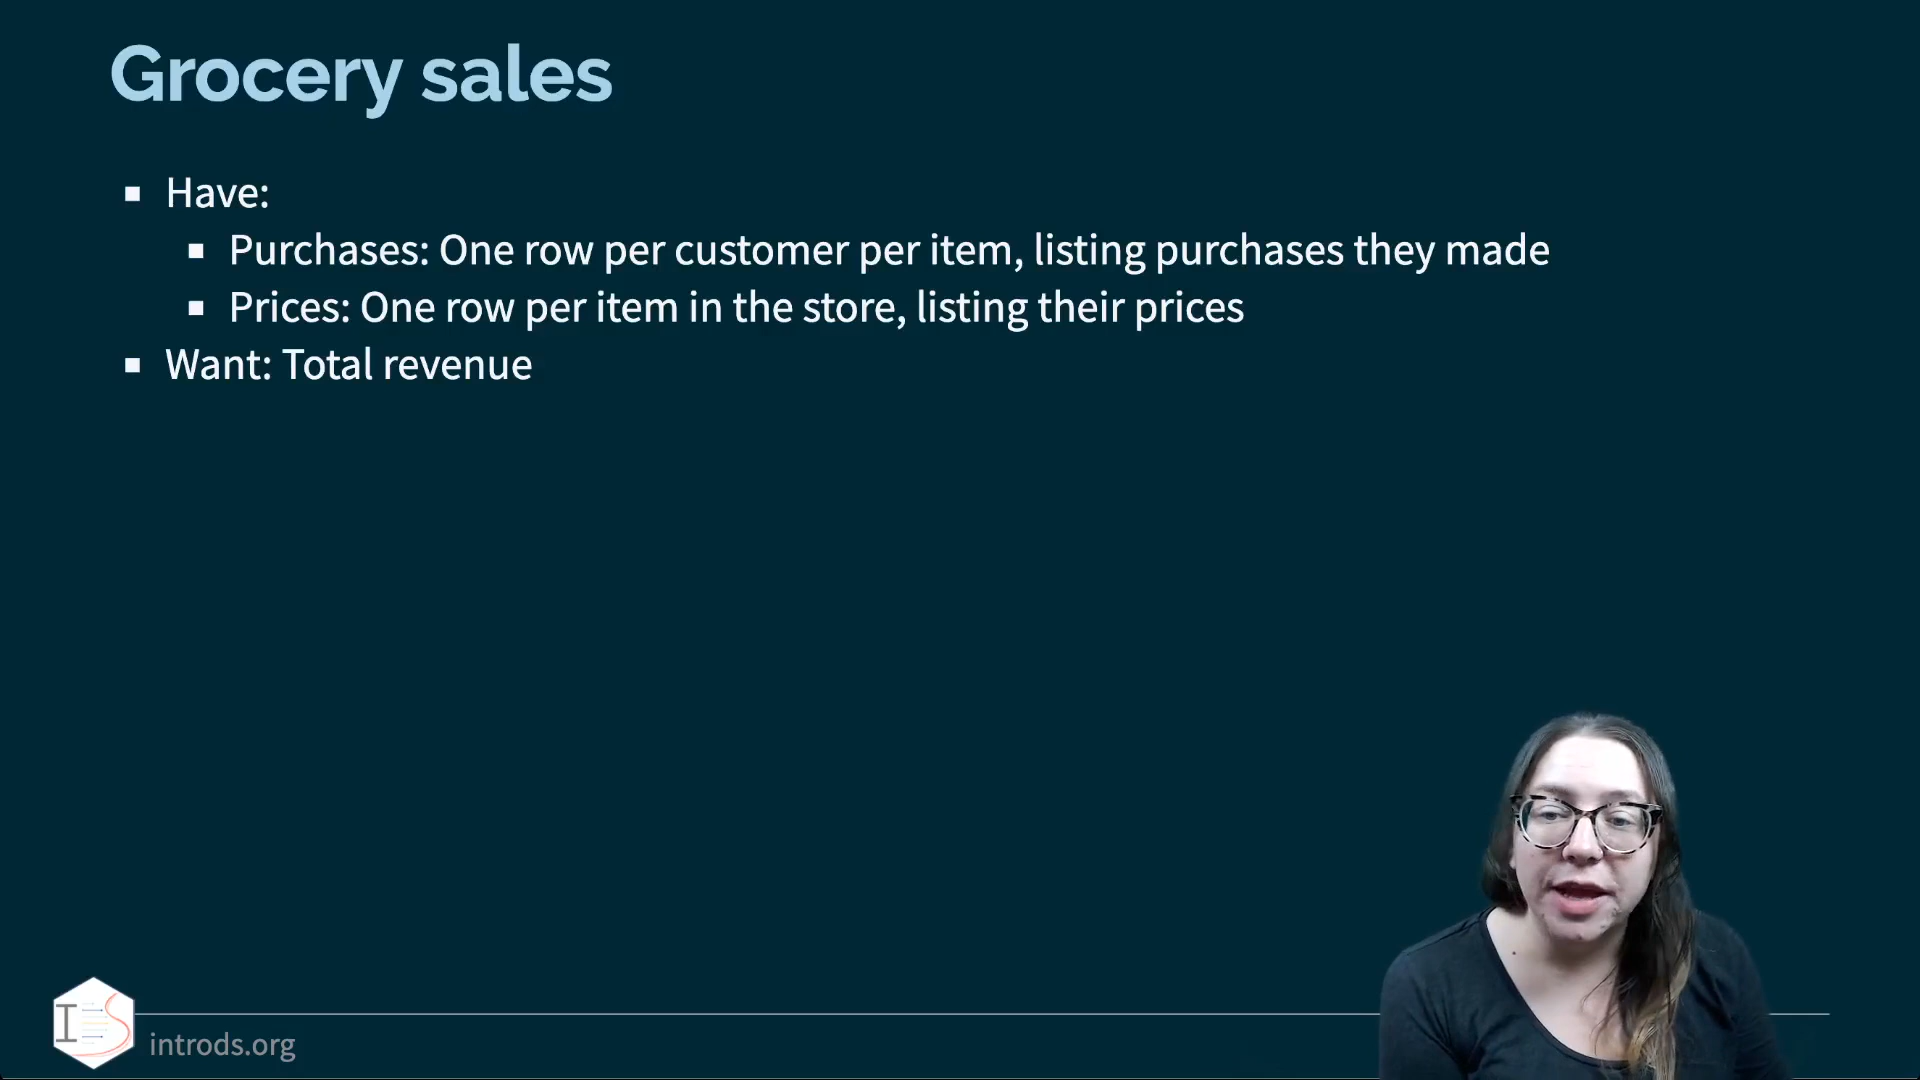 Grocery sales
Have:
Purchases: One row per customer per item, listing purchases they made
Prices: One row per item in the store, listing their prices
Want: Total revenue
IS
introds.org